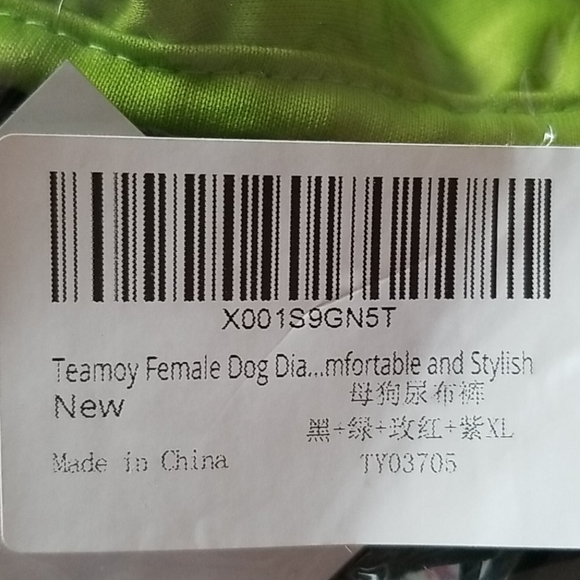 X001S9GN5T
Teamoy Female Dog Dia...mfortable and Stylish
New
母狗尿布裤
黑+绿+玫红+紫XL
Made in China
TY03705